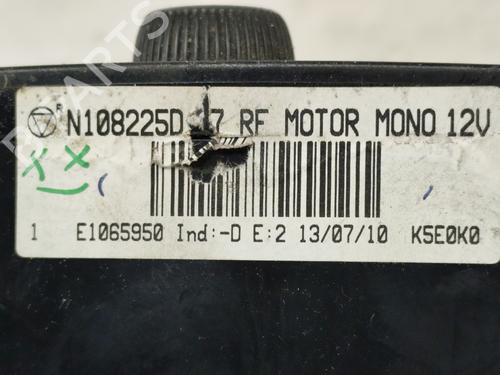 N108225D 7 RF MOTOR MONO 12V
1 E1065950 Ind:-D E:2 13/07/10 K5E0K0